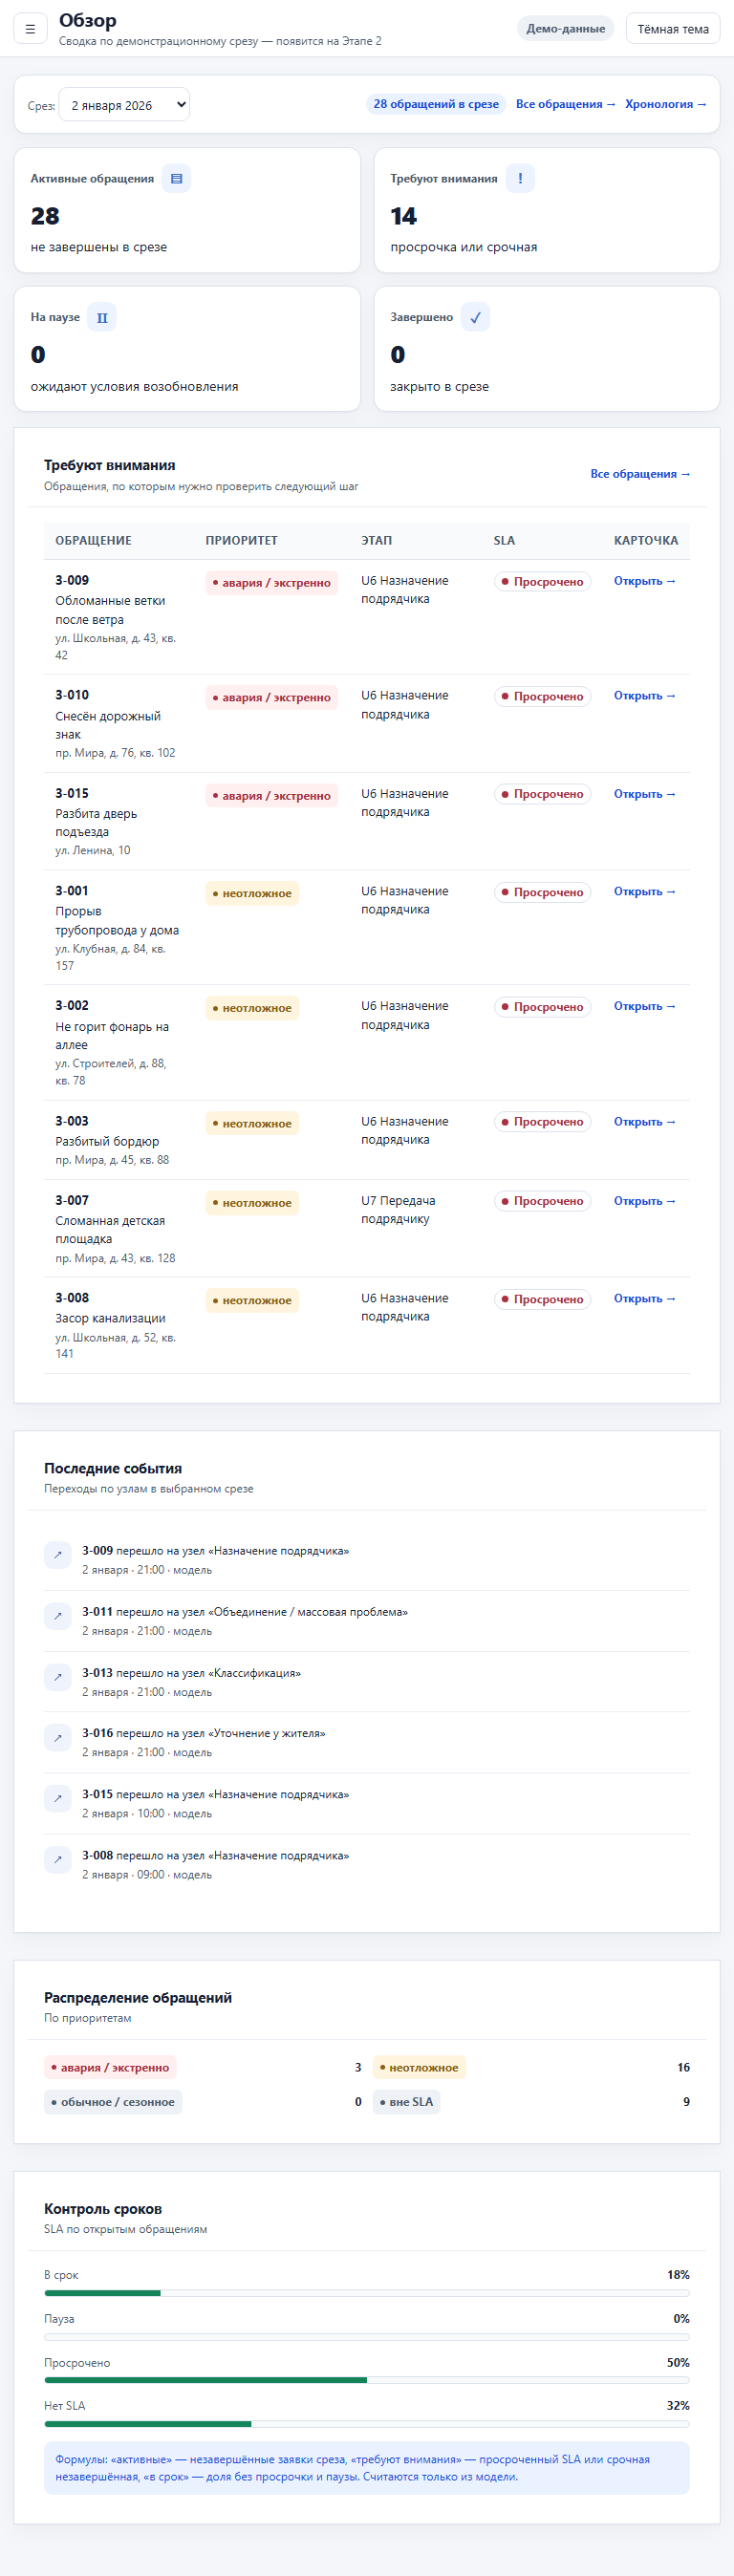 ☰
Обзор
Сводка по демонстрационному срезу — появится на Этапе 2
Демо-данные
Тёмная тема
Срез: 2 января 2026
28 обращений в срезе
Все обращения →
Хронология →
Активные обращения
28
не завершены в срезе
Требуют внимания
!
14
просрочка или срочная
На паузе
0
ожидают условия возобновления
Завершено
✓
0
закрыто в срезе
Требуют внимания
Обращения, по которым нужно проверить следующий шаг
Все обращения →
ОБРАЩЕНИЕ ПРИОРИТЕТ ЭТАП SLA КАРТОЧКА
З-009
Обломанные ветки
после ветра
ул. Школьная, д. 43, кв.
42
авария / экстренно
U6 Назначение
подрядчика
Просрочено
Открыть →
З-010
Снесён дорожный
знак
пр. Мира, д. 76, кв. 102
авария / экстренно
U6 Назначение
подрядчика
Просрочено
Открыть →
З-015
Разбита дверь
подъезда
ул. Ленина, 10
авария / экстренно
U6 Назначение
подрядчика
Просрочено
Открыть →
З-001
Прорыв
трубопровода у дома
ул. Клубная, д. 84, кв.
157
неотложное
U6 Назначение
подрядчика
Просрочено
Открыть →
З-002
Не горит фонарь на
аллее
ул. Строителей, д. 88,
кв. 78
неотложное
U6 Назначение
подрядчика
Просрочено
Открыть →
З-003
Разбитый бордюр
пр. Мира, д. 45, кв. 88
неотложное
U6 Назначение
подрядчика
Просрочено
Открыть →
З-007
Сломанная детская
площадка
пр. Мира, д. 43, кв. 128
неотложное
U7 Передача
подрядчику
Просрочено
Открыть →
З-008
Засор канализации
ул. Школьная, д. 52, кв.
141
неотложное
U6 Назначение
подрядчика
Просрочено
Открыть →
Последние события
Переходы по узлам в выбранном срезе
З-009 перешло на узел «Назначение подрядчика»
2 января · 21:00 · модель
З-011 перешло на узел «Объединение / массовая проблема»
2 января · 21:00 · модель
З-013 перешло на узел «Классификация»
2 января · 21:00 · модель
З-016 перешло на узел «Уточнение у жителя»
2 января · 21:00 · модель
З-015 перешло на узел «Назначение подрядчика»
2 января · 10:00 · модель
З-008 перешло на узел «Назначение подрядчика»
2 января · 09:00 · модель
Распределение обращений
По приоритетам
авария / экстренно 3
неотложное 16
обычное / сезонное 0
вне SLA 9
Контроль сроков
SLA по открытым обращениям
В срок 18%
Пауза 0%
Просрочено 50%
Нет SLA 32%
Формулы: «активные» — незавершённые заявки среза, «требуют внимания» — просроченный SLA или срочная
незавершённая, «в срок» — доля без просрочки и паузы. Считаются только из модели.